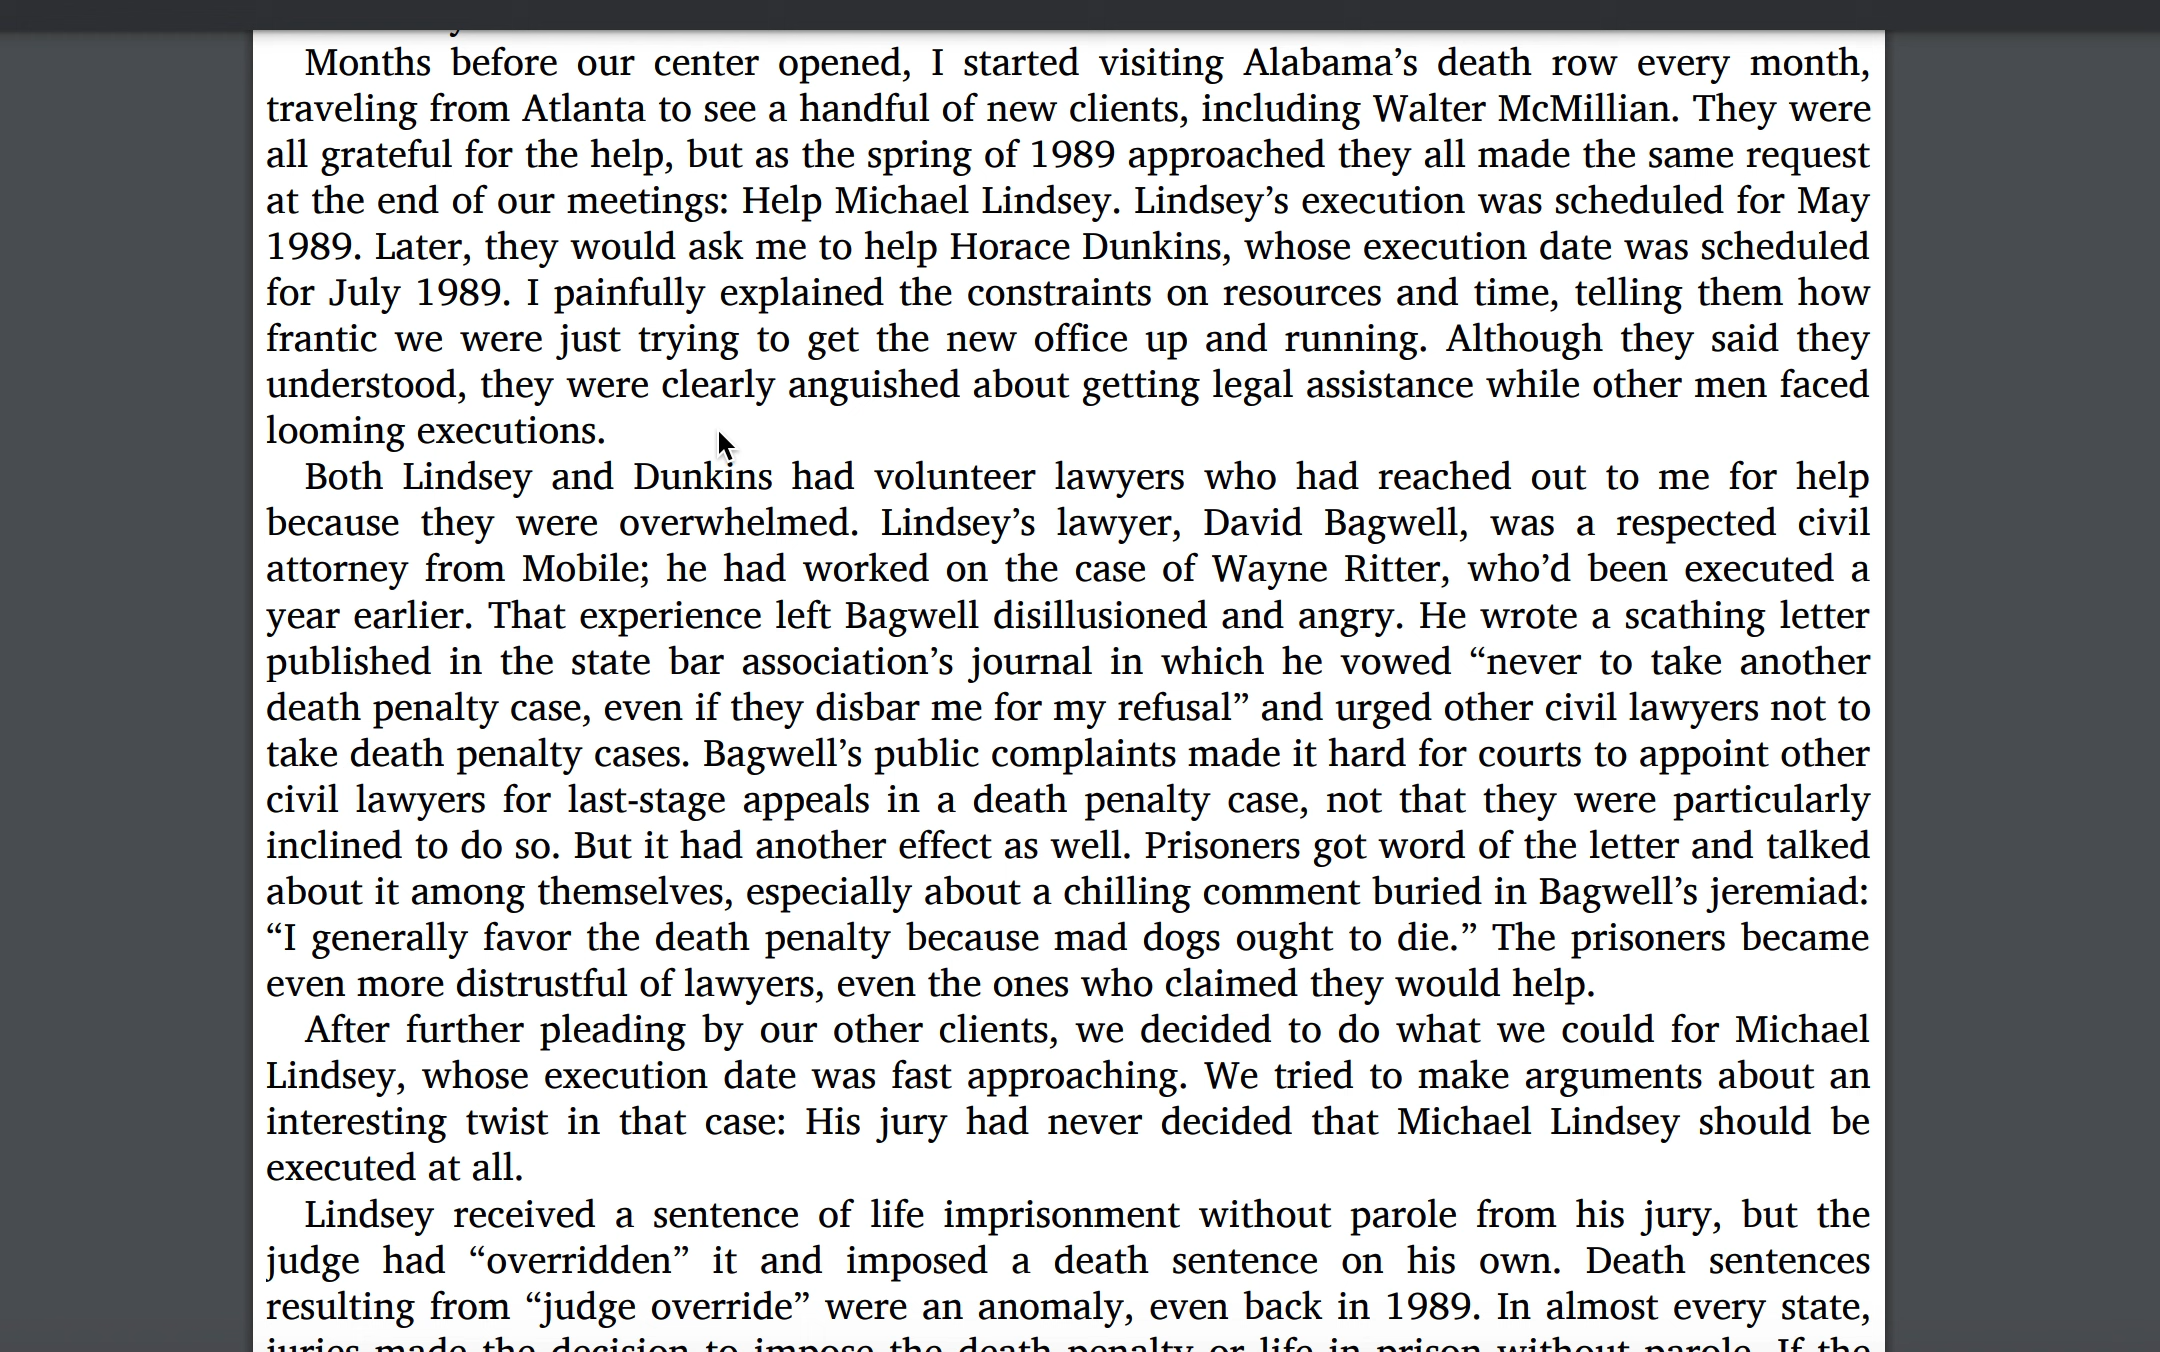 Months before our center opened, I started visiting Alabama’s death row every month,
traveling from Atlanta to see a handful of new clients, including Walter McMillian. They were
all grateful for the help, but as the spring of 1989 approached they all made the same request
at the end of our meetings: Help Michael Lindsey. Lindsey’s execution was scheduled for May
1989. Later, they would ask me to help Horace Dunkins, whose execution date was scheduled
for July 1989. I painfully explained the constraints on resources and time, telling them how
frantic we were just trying to get the new office up and running. Although they said they
understood, they were clearly anguished about getting legal assistance while other men faced
looming executions.
Both Lindsey and Dunkins had volunteer lawyers who had reached out to me for help
because they were overwhelmed. Lindsey’s lawyer, David Bagwell, was a respected civil
attorney from Mobile; he had worked on the case of Wayne Ritter, who’d been executed a
year earlier. That experience left Bagwell disillusioned and angry. He wrote a scathing letter
published in the state bar association’s journal in which he vowed “never to take another
death penalty case, even if they disbar me for my refusal” and urged other civil lawyers not to
take death penalty cases. Bagwell’s public complaints made it hard for courts to appoint other
civil lawyers for last-stage appeals in a death penalty case, not that they were particularly
inclined to do so. But it had another effect as well. Prisoners got word of the letter and talked
about it among themselves, especially about a chilling comment buried in Bagwell’s jeremiad:
“I generally favor the death penalty because mad dogs ought to die.” The prisoners became
even more distrustful of lawyers, even the ones who claimed they would help.
After further pleading by our other clients, we decided to do what we could for Michael
Lindsey, whose execution date was fast approaching. We tried to make arguments about an
interesting twist in that case: His jury had never decided that Michael Lindsey should be
executed at all.
Lindsey received a sentence of life imprisonment without parole from his jury, but the
judge had “overridden” it and imposed a death sentence on his own. Death sentences
resulting from “judge override” were an anomaly, even back in 1989. In almost every state,
juries made the decision to impose the death penalty or life in prison without parole. If the